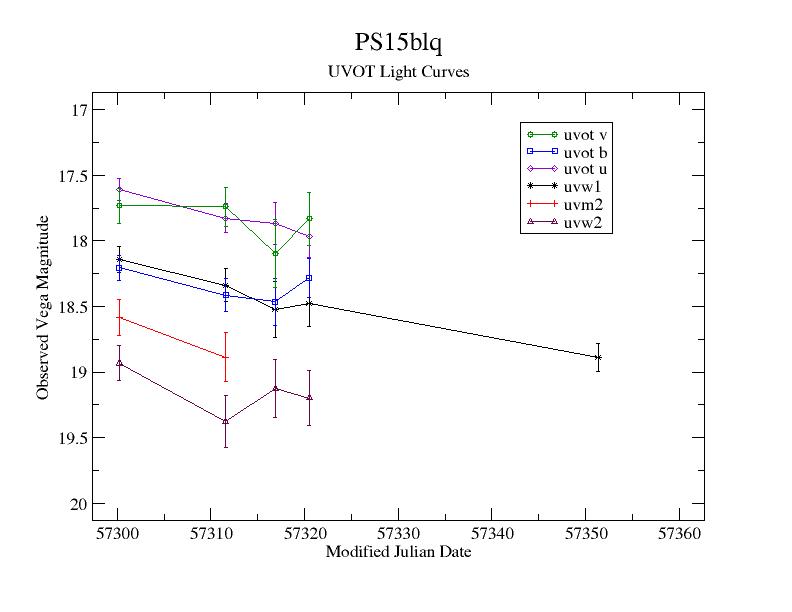 PS15blq
UVOT Light Curves
17
17.5
18
18.5
19
19.5
20
Observed Vega Magnitude
uvot v
uvot b
uvot u
uvw1
uvm2
uvw2
57300 57310 57320 57330 57340 57350 57360
Modified Julian Date